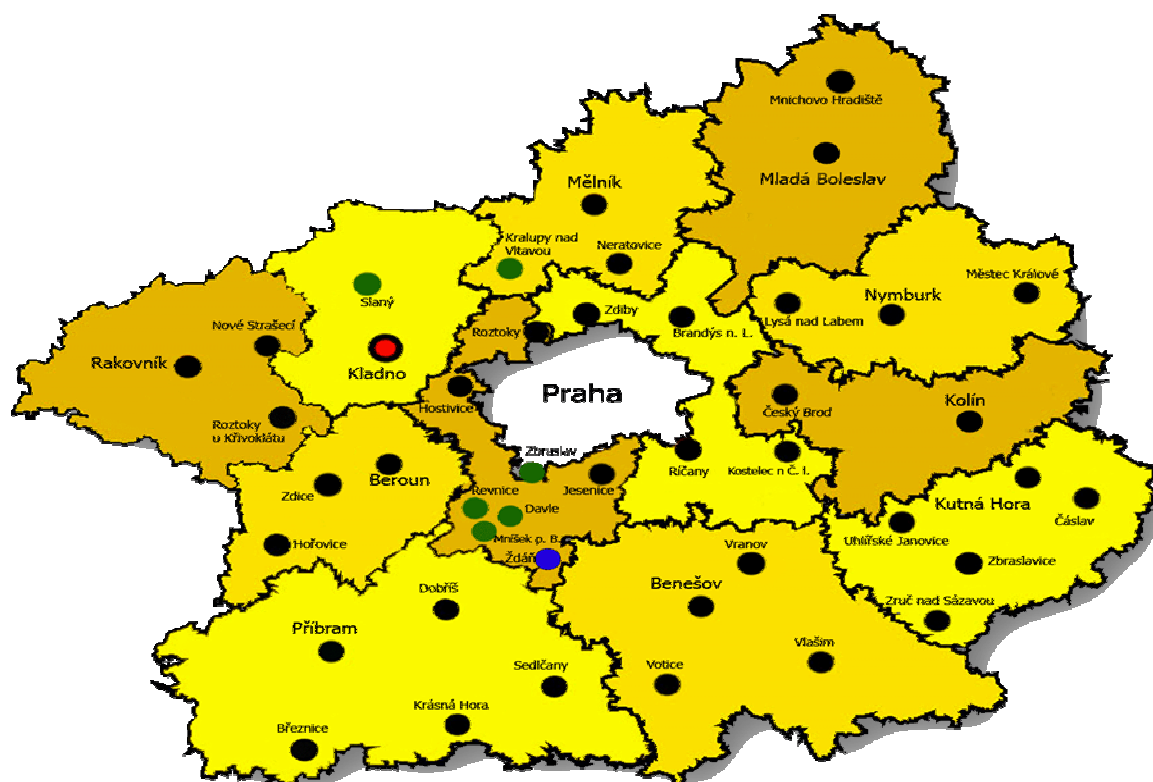 Mnichovo Hradiště
Mladá Boleslav
Mělník
Kralupy nad
Vltavou
Neratovice
Městec Králové
Nymburk
Lysá nad Labem
Slaný
Zdiby
Brandýs n. L.
Nové Strašecí
Roztoky
Rakovník
Kladno
Hostivice
Praha
Český Brod
Kolín
Roztoky
u Křivoklátu
Zbraslav
Říčany
Kostelec n Č. l.
Beroun
Zdice
Řevnice
Jesenice
Davle
Kutná Hora
Čáslav
Uhlířské Janovice
Hořovice
Mníšek p. B.
Ždáň
Vranov
Zbraslavice
Dobříš
Benešov
Zruč nad Sázavou
Příbram
Sedlčany
Votice
Vlašim
Krásná Hora
Březnice